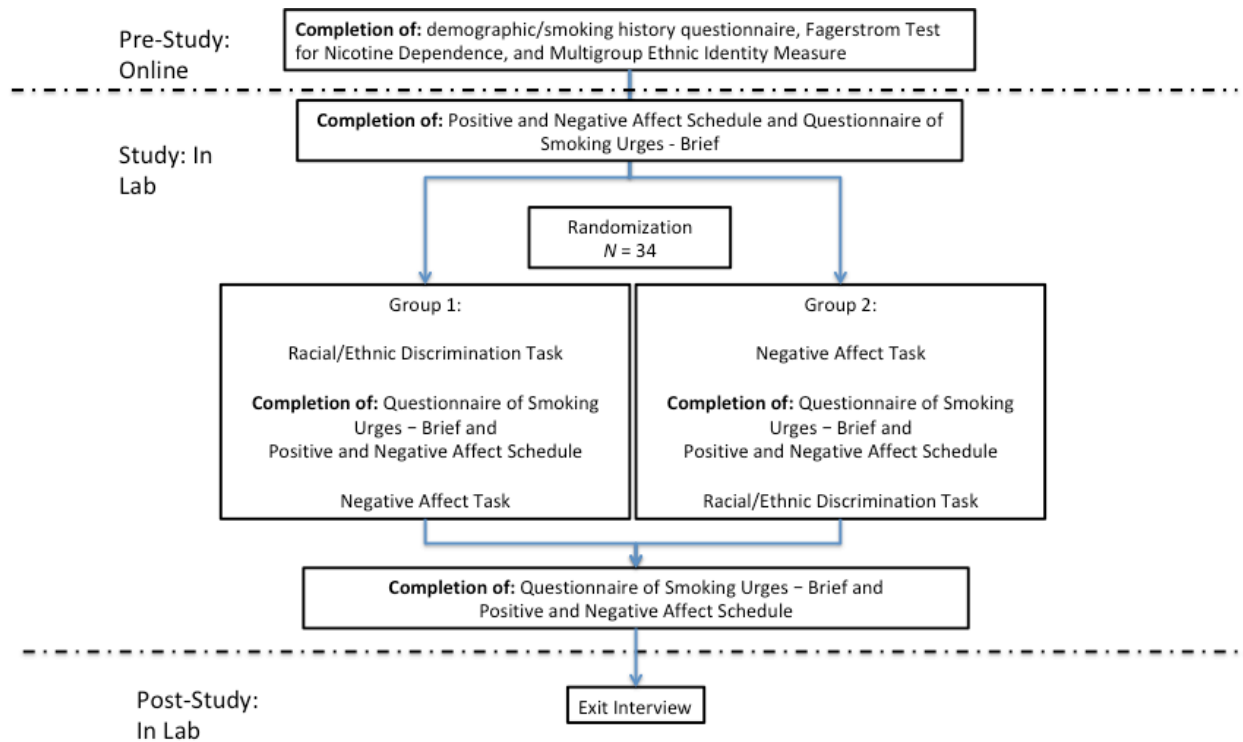 Pre-Study:
Online
Completion of: demographic/smoking history questionnaire, Fagerstrom Test
for Nicotine Dependence, and Multigroup Ethnic Identity Measure
Study: In
Lab
Completion of: Positive and Negative Affect Schedule and Questionnaire of
Smoking Urges - Brief
Randomization
N = 34
Group 1:
Racial/Ethnic Discrimination Task
Completion of: Questionnaire of Smoking
Urges – Brief and
Positive and Negative Affect Schedule
Negative Affect Task
Group 2:
Negative Affect Task
Completion of: Questionnaire of Smoking
Urges – Brief and
Positive and Negative Affect Schedule
Racial/Ethnic Discrimination Task
Completion of: Questionnaire of Smoking Urges – Brief and
Positive and Negative Affect Schedule
Post-Study:
In Lab
Exit Interview